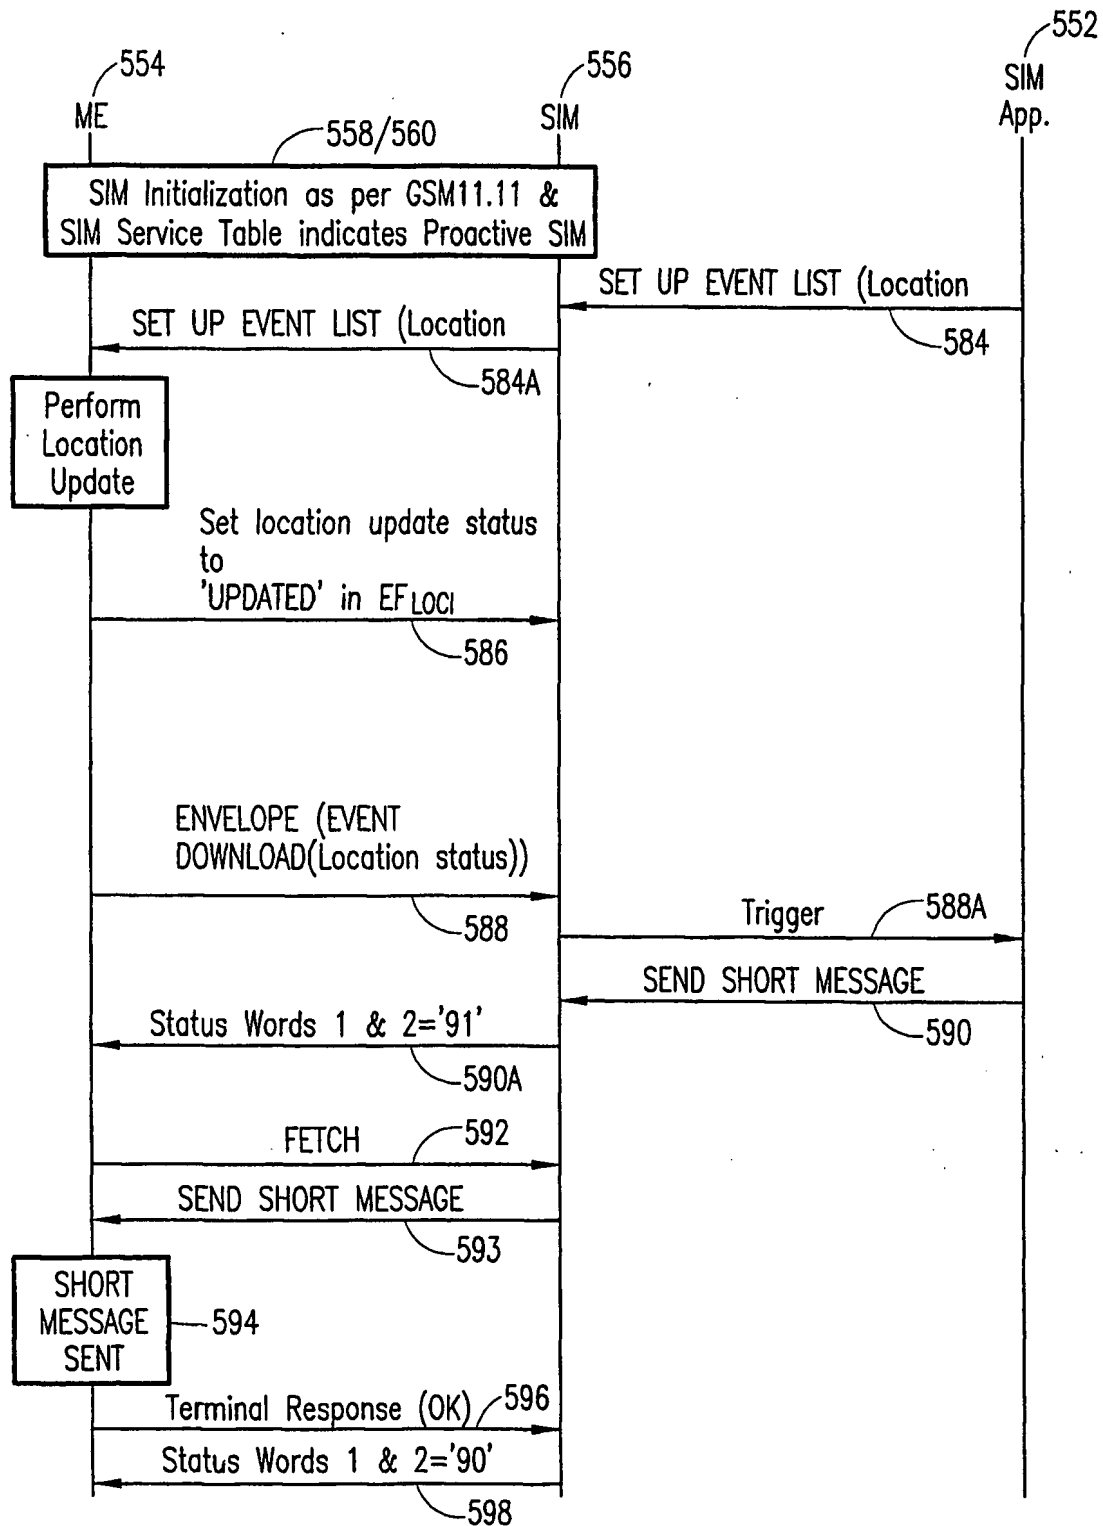 552
554
556
SIM
App.
ME
SIM
558/560
SIM Initialization as per GSM11.11 &
SIM Service Table indicates Proactive SIM
SET UP EVENT LIST (Location
584
SET UP EVENT LIST (Location
584A
Perform
Location
Update
Set location update status
to
'UPDATED' in EFLOCI
586
ENVELOPE (EVENT
DOWNLOAD(Location status))
588
Trigger
588A
SEND SHORT MESSAGE
590
Status Words 1 & 2='91'
590A
FETCH
592
SEND SHORT MESSAGE
593
SHORT
MESSAGE
SENT
594
Terminal Response (OK)
596
Status Words 1 & 2='90'
598